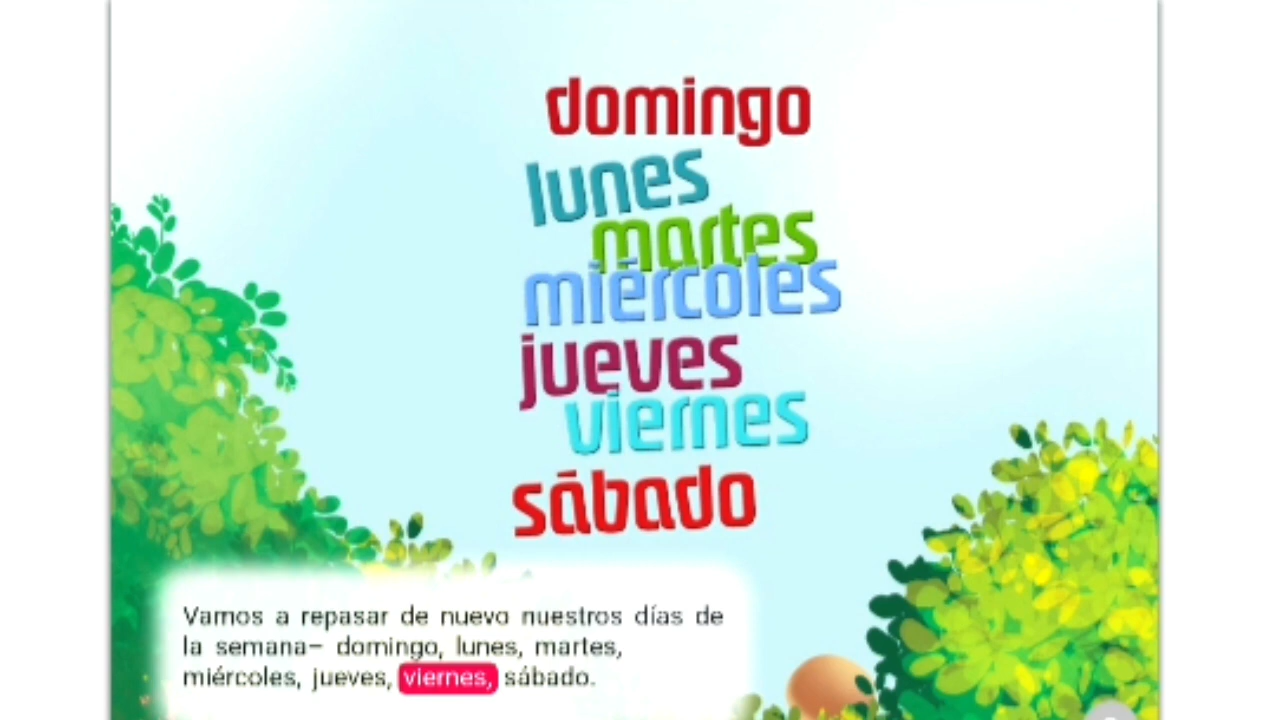 domingo
lunes
martes
miércoles
jueves
viernes
sábado
Vamos a repasar de nuevo nuestros días de
la semana– domingo, lunes, martes,
miércoles, jueves, viernes, sábado.